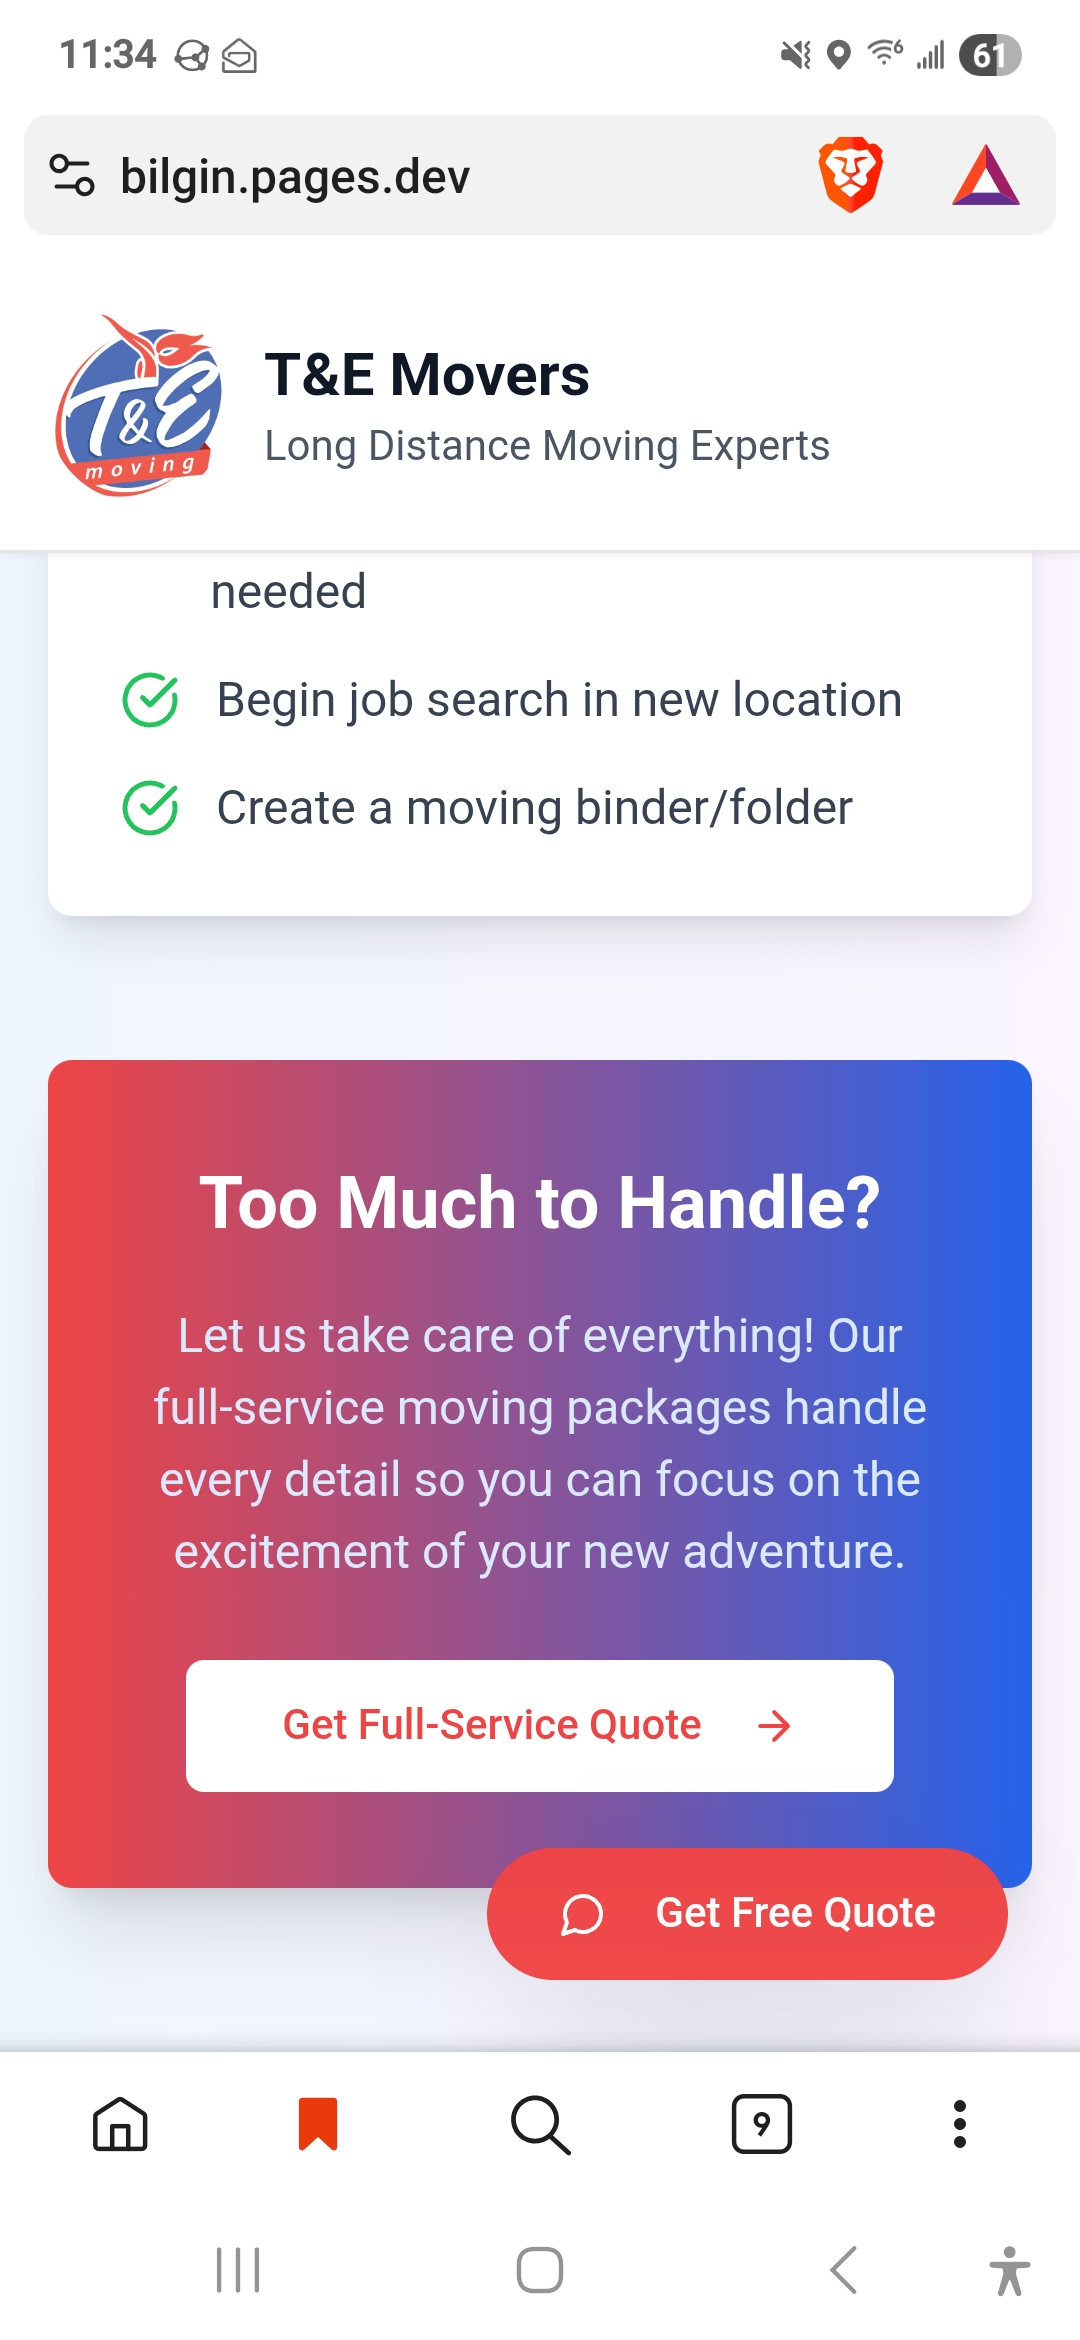 11:34
6
61
bilgin.pages.dev
T&E
moving
T&E Movers
Long Distance Moving Experts
needed
Begin job search in new location
Create a moving binder/folder
Too Much to Handle?
Let us take care of everything! Our
full-service moving packages handle
every detail so you can focus on the
excitement of your new adventure.
Get Full-Service Quote
Get Free Quote
9